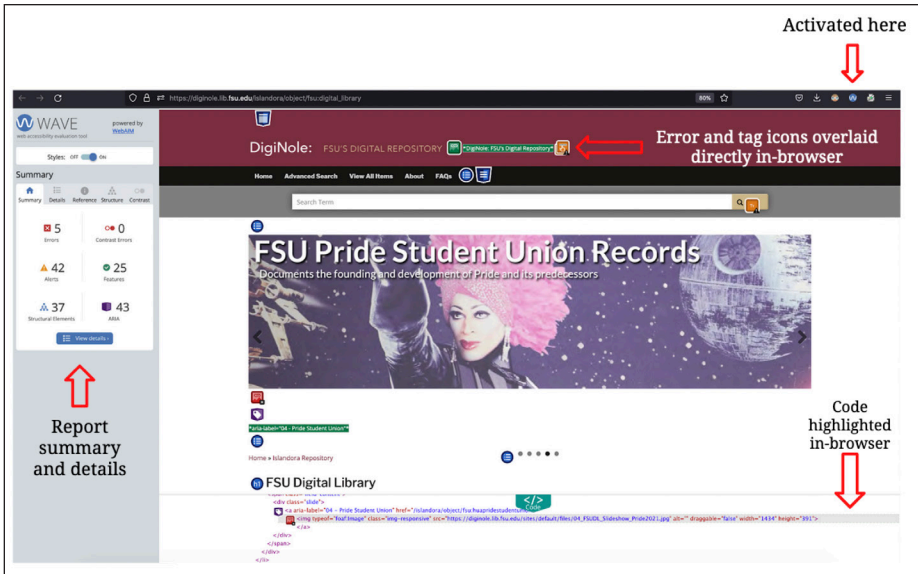 Activated here
https://diginole.lib.fsu.edu/islandora/object/fsu:digital_library
80%
WAVE
web accessibility evaluation tool
powered by
WebAIM
Styles: OFF ON
Summary
Summary Details Reference Structure Contrast
5
Errors
0
Contrast Errors
42
Alerts
25
Features
37
Structural Elements
43
ARIA
View details ›
Report
summary
and details
DigiNole: FSU'S DIGITAL REPOSITORY *DigiNole: FSU's Digital Repository*
Error and tag icons overlaid
directly in-browser
Home Advanced Search View All Items About FAQs
Search Term
FSU Pride Student Union Records
Documents the founding and development of Pride and its predecessors
*aria-label="04 - Pride Student Union"*
Home » Islandora Repository
h1 FSU Digital Library
Code
highlighted
in-browser
</>
Code
<div class="slide">
<a aria-label="04 - Pride Student Union" href="/islandora/object/fsu:huapridestudentunion">
<img typeof="foaf:Image" class="img-responsive" src="https://diginole.lib.fsu.edu/sites/default/files/04_FSUDL_Slideshow_Pride2021.jpg" alt="" draggable="false" width="1434" height="391">
</a>
</div>
</span>
</div>
</li>